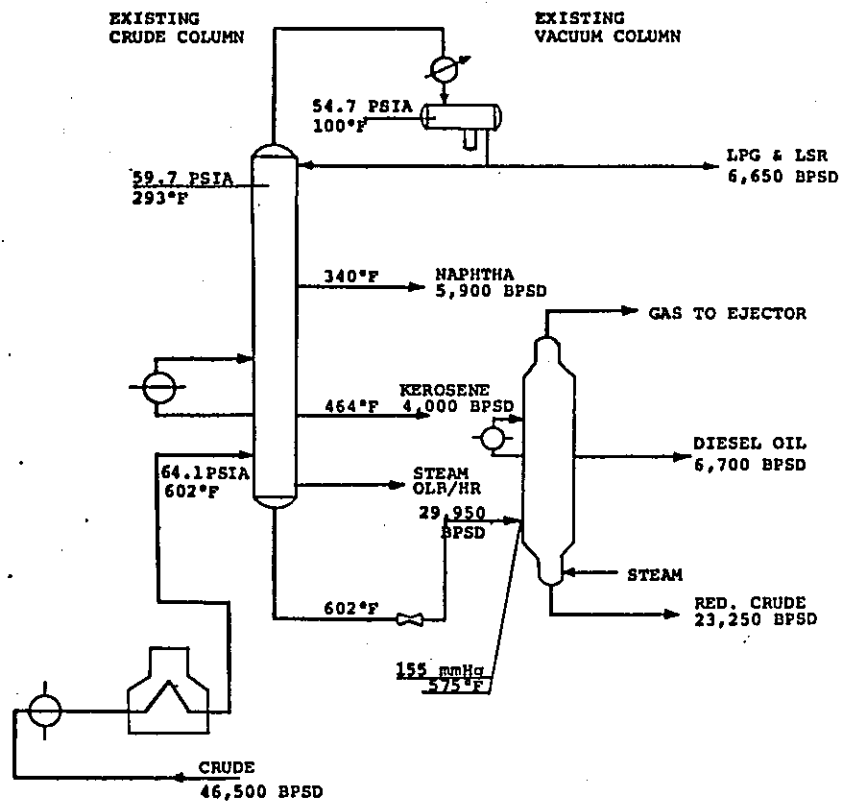 EXISTING
CRUDE COLUMN
EXISTING
VACUUM COLUMN
54.7 PSIA
100°F
LPG & LSR
6,650 BPSD
59.7 PSIA
293°F
340°F
NAPHTHA
5,900 BPSD
GAS TO EJECTOR
KEROSENE
464°F
4,000 BPSD
DIESEL OIL
6,700 BPSD
64.1PSIA
602°F
STEAM
OLB/HR
29,950
BPSD
STEAM
602°F
RED. CRUDE
23,250 BPSD
155 mmHg
575°F
CRUDE
46,500 BPSD